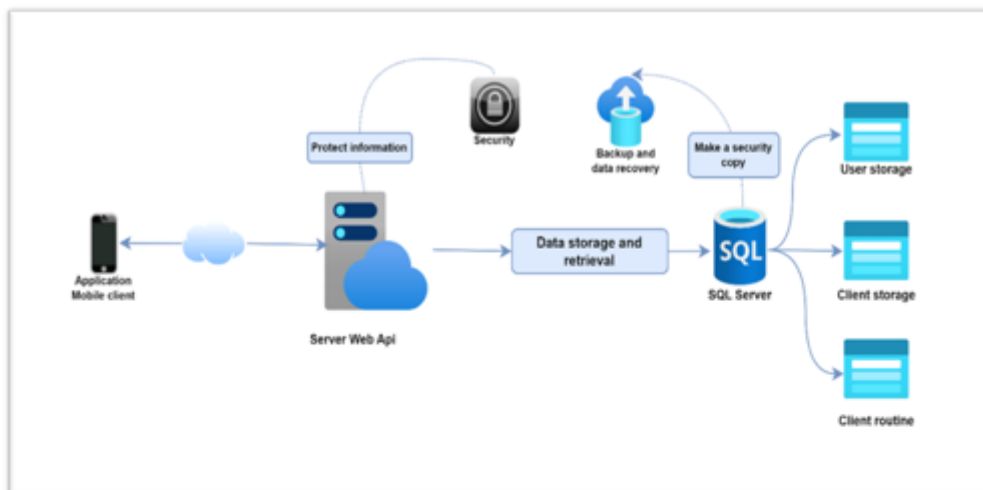 Protect information
Security
Backup and
data recovery
Make a security
copy
User storage
Application
Mobile client
Data storage and
retrieval
SQL
SQL Server
Client storage
Server Web Api
Client routine